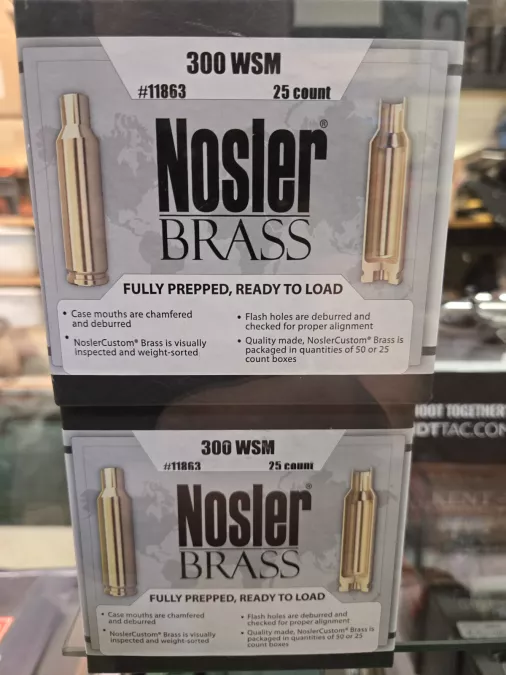 300 WSM
#11863 25 count
Nosler®
BRASS
FULLY PREPPED, READY TO LOAD
• Case mouths are chamfered
and deburred
• NoslerCustom® Brass is visually
inspected and weight-sorted
• Flash holes are deburred and
checked for proper alignment
• Quality made, NoslerCustom® Brass is
packaged in quantities of 50 or 25
count boxes
300 WSM
#11863 25 count
Nosler®
BRASS
FULLY PREPPED, READY TO LOAD
• Case mouths are chamfered
and deburred
• NoslerCustom® Brass is visually
inspected and weight-sorted
• Flash holes are deburred and
checked for proper alignment
• Quality made, NoslerCustom® Brass is
packaged in quantities of 50 or 25
count boxes
OOT TOGETHER
DTTAC.COM